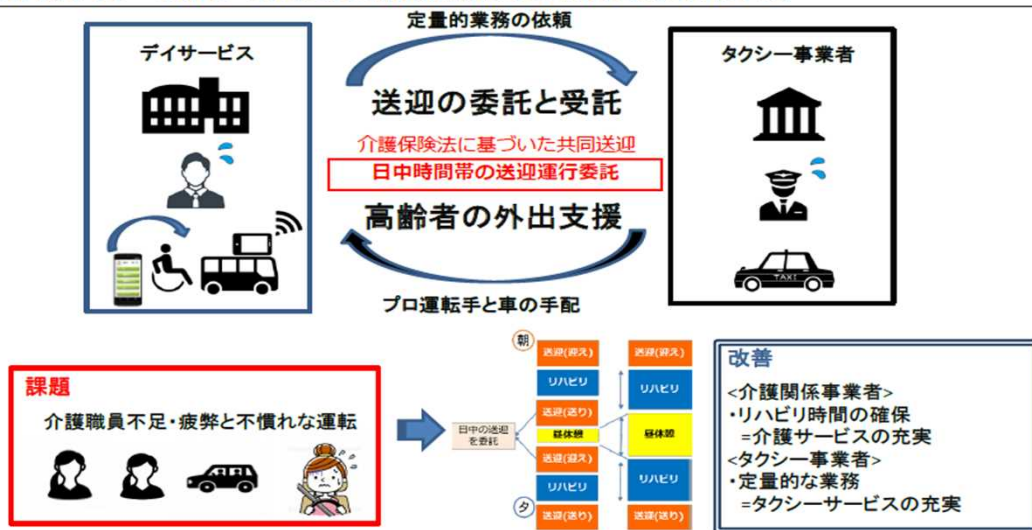 定量的業務の依頼
デイサービス
タクシー事業者
送迎の委託と受託
介護保険法に基づいた共同送迎
日中時間帯の送迎運行委託
高齢者の外出支援
TAXI
プロ運転手と車の手配
課題
介護職員不足・疲弊と不慣れな運転
日中の送迎
を委託
朝
送迎(迎え)
リハビリ
送迎(送り)
昼休憩
送迎(迎え)
リハビリ
夕
送迎(送り)
送迎(迎え)
リハビリ
昼休憩
リハビリ
送迎(送り)
改善
<介護関係事業者>
・リハビリ時間の確保
=介護サービスの充実
<タクシー事業者>
・定量的な業務
=タクシーサービスの充実